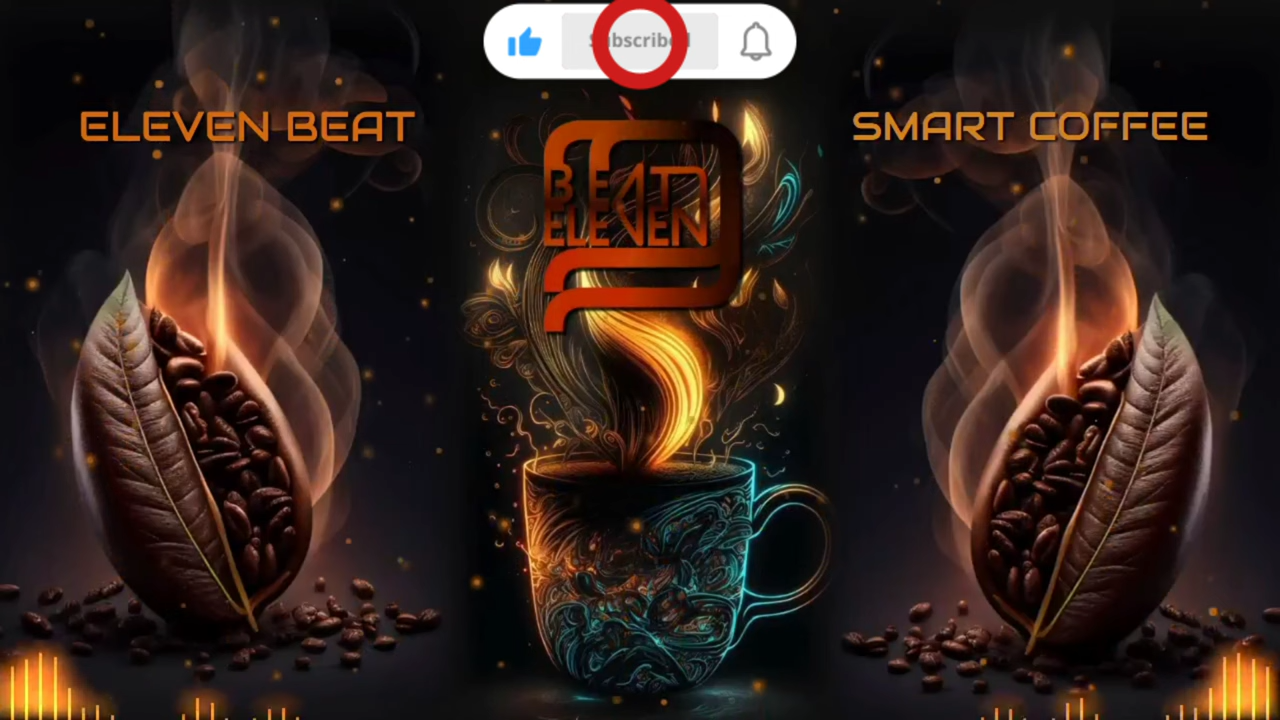 Subscribed
ELEVEN BEAT
SMART COFFEE
BEAT
ELEVEN